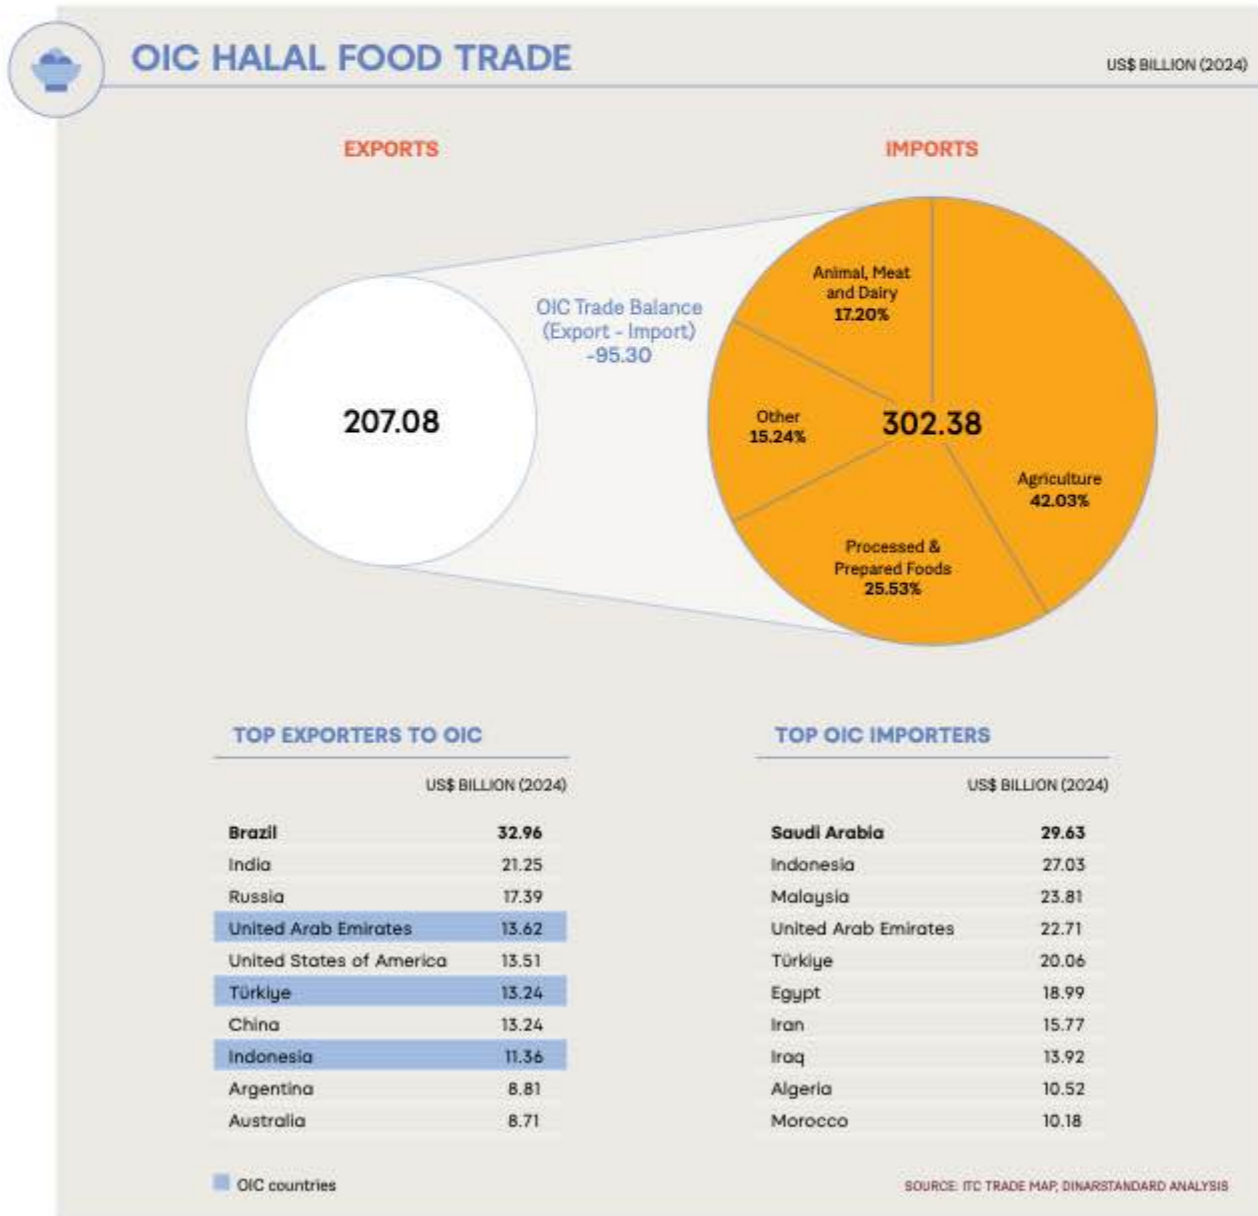 OIC HALAL FOOD TRADE
US$ BILLION (2024)
EXPORTS
IMPORTS
207.08
OIC Trade Balance
(Export - Import)
-95.30
Animal, Meat
and Dairy
17.20%
Other
15.24%
302.38
Agriculture
42.03%
Processed &
Prepared Foods
25.53%
TOP EXPORTERS TO OIC
US$ BILLION (2024)
Brazil 32.96
India 21.25
Russia 17.39
United Arab Emirates 13.62
United States of America 13.51
Türkiye 13.24
China 13.24
Indonesia 11.36
Argentina 8.81
Australia 8.71
OIC countries
TOP OIC IMPORTERS
US$ BILLION (2024)
Saudi Arabia 29.63
Indonesia 27.03
Malaysia 23.81
United Arab Emirates 22.71
Türkiye 20.06
Egypt 18.99
Iran 15.77
Iraq 13.92
Algeria 10.52
Morocco 10.18
SOURCE: ITC TRADE MAP, DINARSTANDARD ANALYSIS